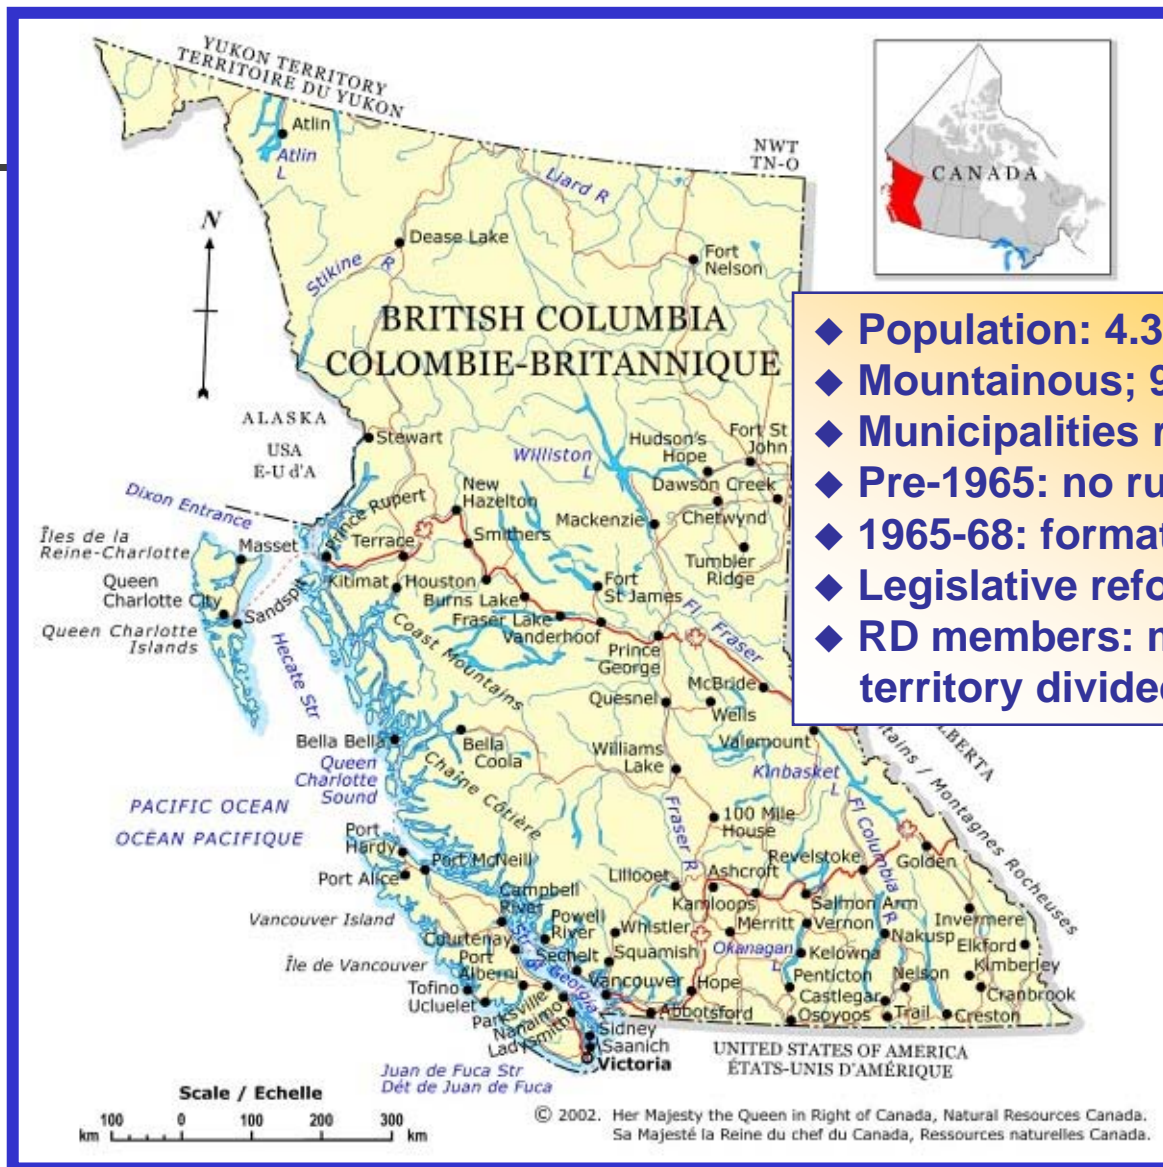 YUKON TERRITORY
TERRITOIRE DU YUKON
NWT
TN-O
CANADA
Atlin
Atlin
L
Liard R
N
Dease Lake
Stikine
R
Fort
Nelson
BRITISH COLUMBIA
COLOMBIE-BRITANNIQUE
ALASKA
USA
É-U d'A
Stewart
Williston
L
Hudson's
Hope
Fort St
John
Dawson Creek
Chetwynd
Mackenzie
Tumbler
Ridge
Dixon Entrance
Prince Rupert
New
Hazelton
Terrace
Smithers
Îles de la
Reine-Charlotte
Masset
Queen
Charlotte City
Sandspit
Queen Charlotte
Islands
Kitimat
Houston
Burns Lake
Fraser Lake
Vanderhoof
Fort
St James
Prince
George
Fl Fraser
Hecate Str
Coast Mountains
Quesnel
McBride
Wells
Valemount
Bella Bella
Bella
Coola
Williams
Lake
Kinbasket
L
Queen
Charlotte
Sound
Chaîne Côtière
PACIFIC OCEAN
OCÉAN PACIFIQUE
Fraser R
100 Mile
House
Fl Columbia R
ntains / Montagnes Rocheuses
LBERTA
Port
Hardy
Port McNeill
Port Alice
Campbell
River
Lillooet
Ashcroft
Revelstoke
Golden
Kamloops
Salmon Arm
Vancouver Island
Powell
River
Whistler
Merritt
Vernon
Invermere
Courtenay
Str of Georgia
Sechelt
Squamish
Okanagan
L
Kelowna
Nakusp
Elkford
Île de Vancouver
Port
Alberni
Kimberley
Tofino
Vancouver
Hope
Penticton
Nelson
Cranbrook
Ucluelet
Castlegar
Parksville
Nanaimo
Ladysmith
Abbotsford
Osoyoos
Trail
Creston
Sidney
Saanich
Victoria
UNITED STATES OF AMERICA
ÉTATS-UNIS D'AMÉRIQUE
Juan de Fuca Str
Dét de Juan de Fuca
Scale / Echelle
100 0 100 200 300
km km
© 2002. Her Majesty the Queen in Right of Canada, Natural Resources Canada.
Sa Majesté la Reine du chef du Canada, Ressources naturelles Canada.
◆ Population: 4.3
◆ Mountainous; 9
◆ Municipalities r
◆ Pre-1965: no ru
◆ 1965-68: format
◆ Legislative refo
◆ RD members: m
territory divided